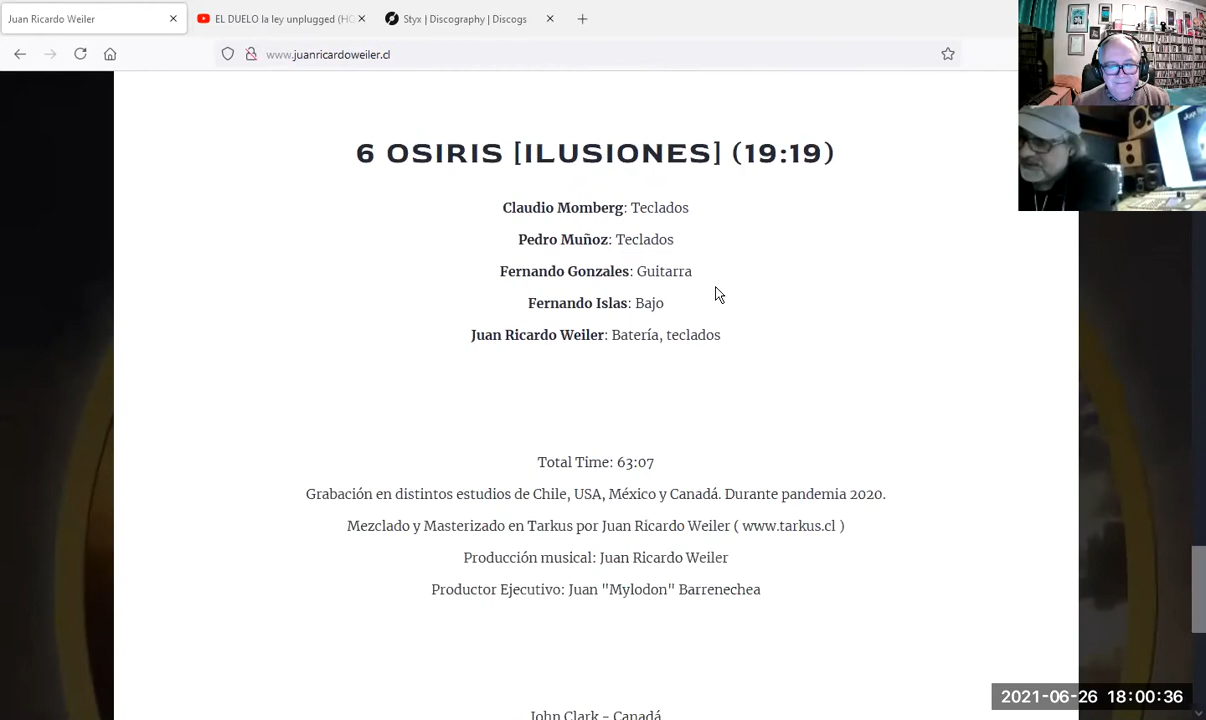 Juan Ricardo Weiler
EL DUELO la ley unplugged (HC
Styx | Discography | Discogs
www.juanricardoweiler.cl
6 OSIRIS [ILUSIONES] (19:19)
Claudio Momberg: Teclados
Pedro Muñoz: Teclados
Fernando Gonzales: Guitarra
Fernando Islas: Bajo
Juan Ricardo Weiler: Batería, teclados
Total Time: 63:07
Grabación en distintos estudios de Chile, USA, México y Canadá. Durante pandemia 2020.
Mezclado y Masterizado en Tarkus por Juan Ricardo Weiler ( www.tarkus.cl )
Producción musical: Juan Ricardo Weiler
Productor Ejecutivo: Juan "Mylodon" Barrenechea
John Clark - Canadá
2021-06-26 18:00:36